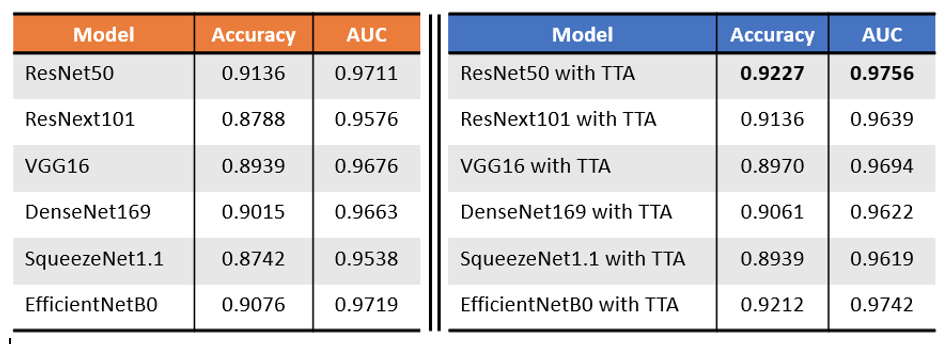 Model Accuracy AUC Model Accuracy AUC
ResNet50 0.9136 0.9711 ResNet50 with TTA 0.9227 0.9756
ResNext101 0.8788 0.9576 ResNext101 with TTA 0.9136 0.9639
VGG16 0.8939 0.9676 VGG16 with TTA 0.8970 0.9694
DenseNet169 0.9015 0.9663 DenseNet169 with TTA 0.9061 0.9622
SqueezeNet1.1 0.8742 0.9538 SqueezeNet1.1 with TTA 0.8939 0.9619
EfficientNetB0 0.9076 0.9719 EfficientNetB0 with TTA 0.9212 0.9742